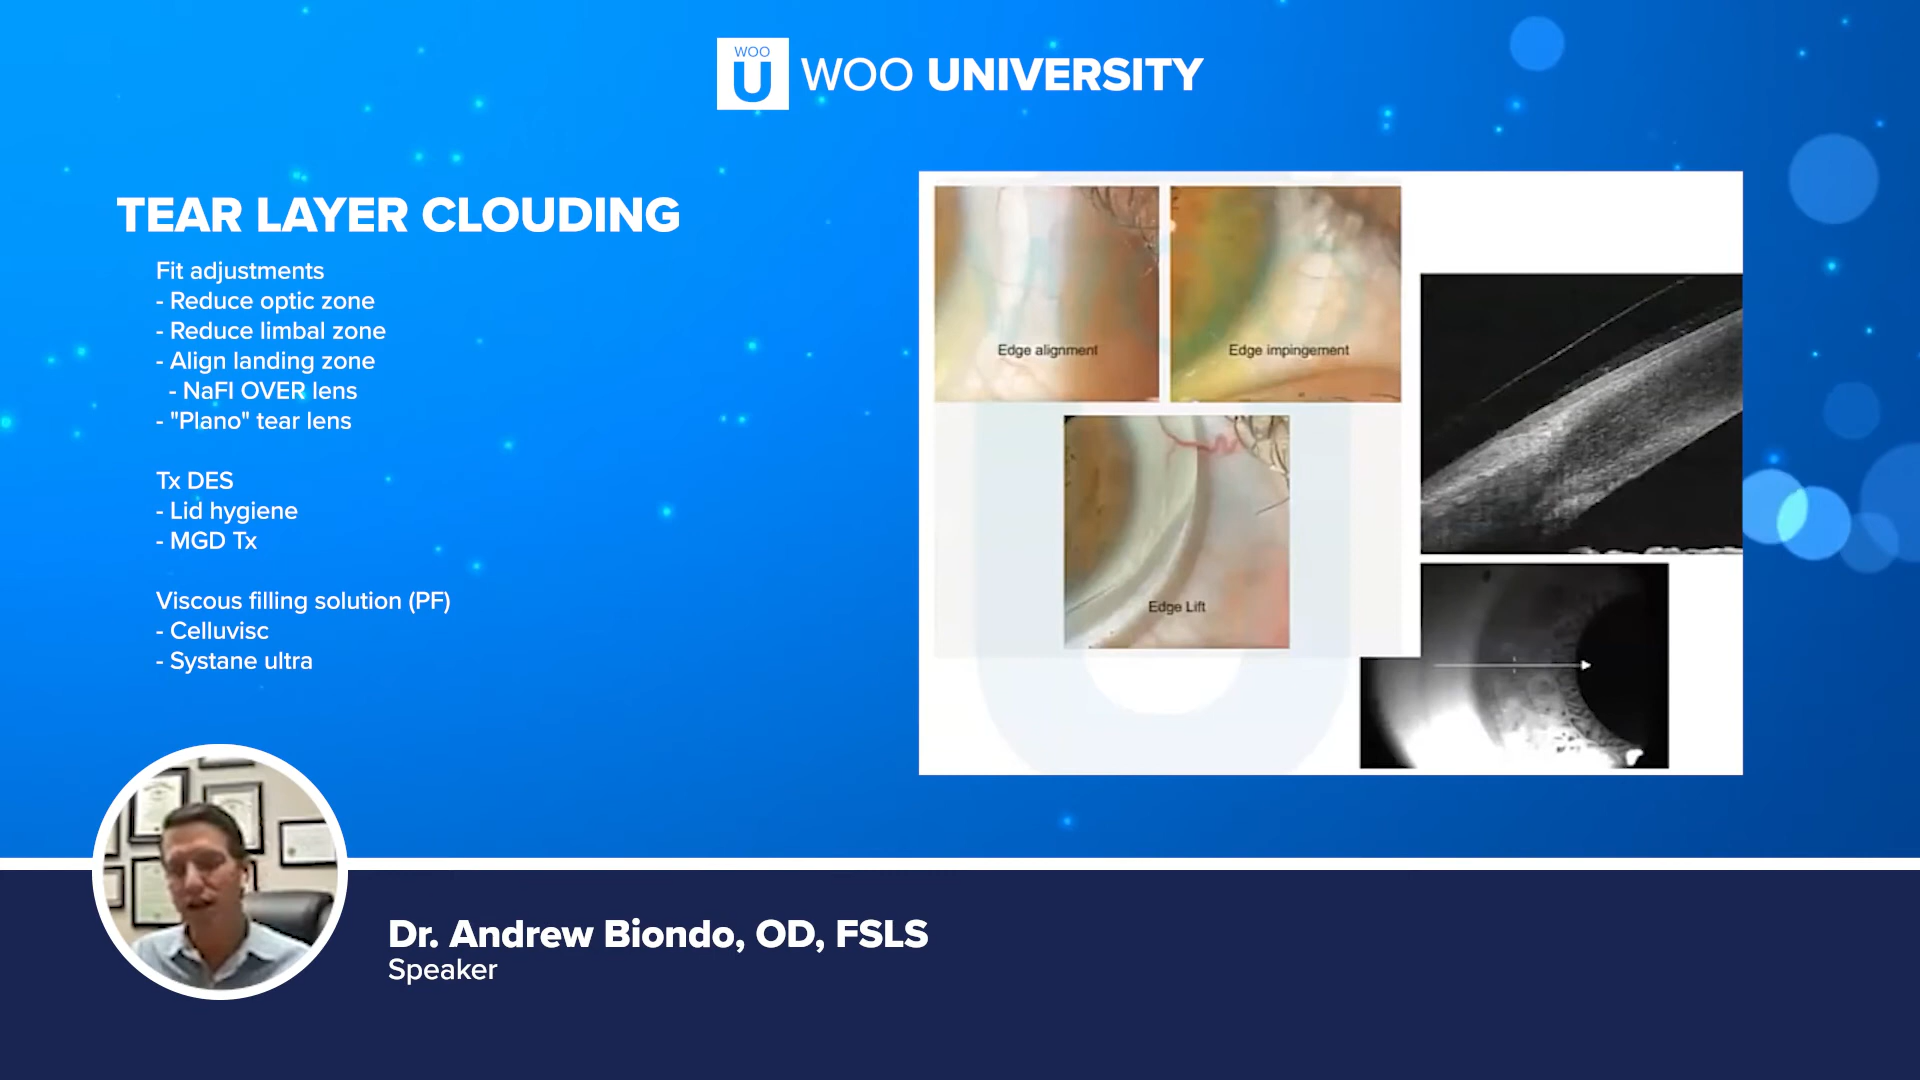 WOO
U
WOO UNIVERSITY
TEAR LAYER CLOUDING
Fit adjustments
- Reduce optic zone
- Reduce limbal zone
- Align landing zone
- NaFl OVER lens
- "Plano" tear lens
Tx DES
- Lid hygiene
- MGD Tx
Viscous filling solution (PF)
- Celluvisc
- Systane ultra
Edge alignment
Edge impingement
Edge Lift
Dr. Andrew Biondo, OD, FSLS
Speaker